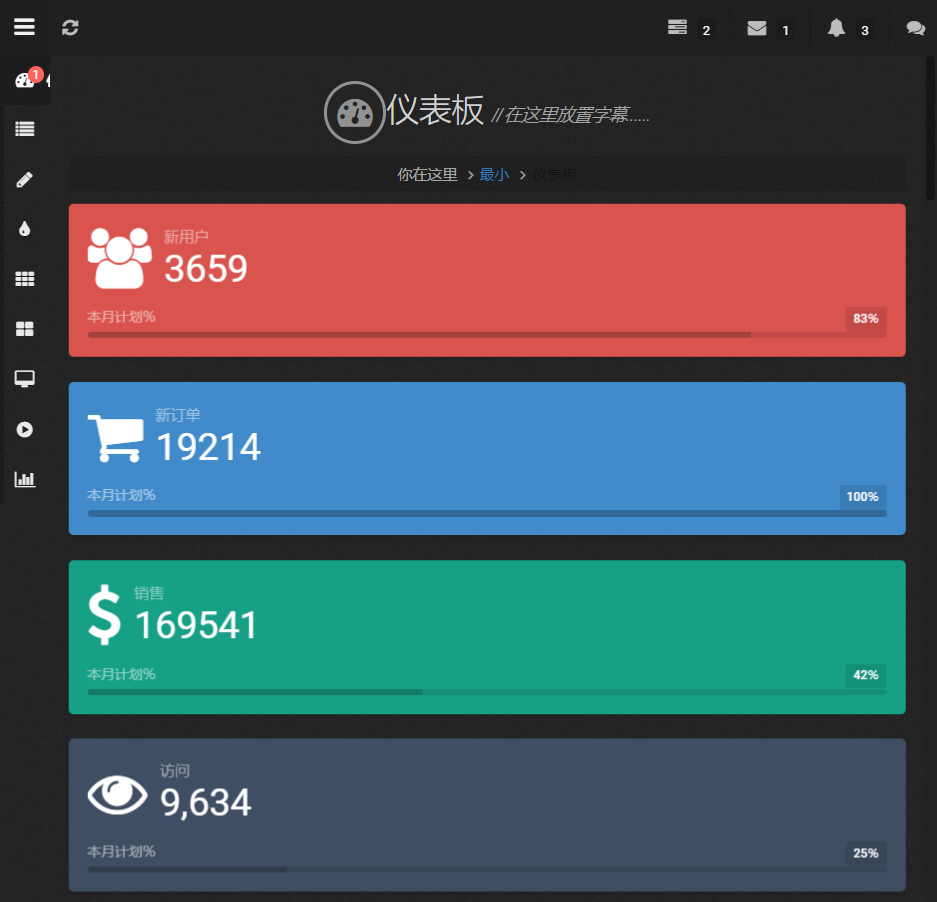 2 1 3
1
仪表板 // 在这里放置字幕.....
你在这里 > 最小 > 仪表板
新用户
3659
本月计划% 83%
新订单
19214
本月计划% 100%
销售
169541
本月计划% 42%
访问
9,634
本月计划% 25%